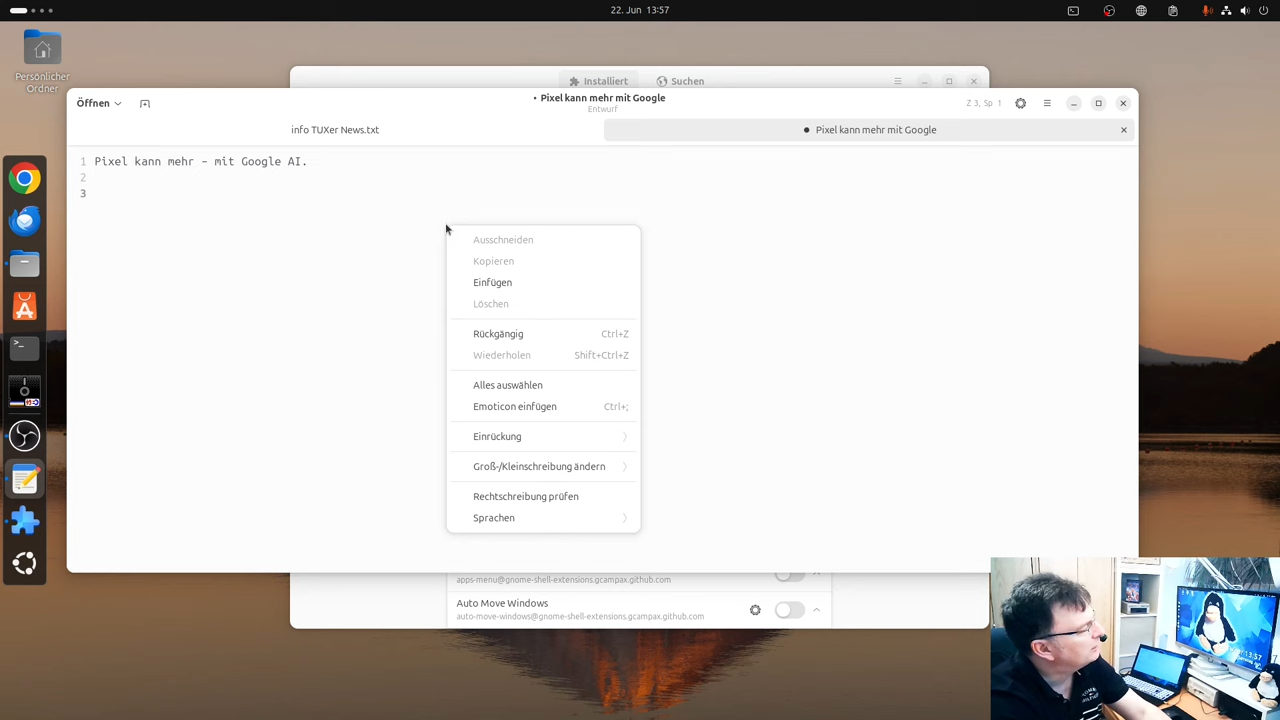 22. Jun 13:57
Persönlicher
Ordner
Installiert
Suchen
Öffnen
• Pixel kann mehr mit Google
Entwurf
Z 3, Sp 1
info TUXer News.txt
● Pixel kann mehr mit Google
1 Pixel kann mehr – mit Google AI.
2
3
Ausschneiden
Kopieren
Einfügen
Löschen
Rückgängig Ctrl+Z
Wiederholen Shift+Ctrl+Z
Alles auswählen
Emoticon einfügen Ctrl+;
Einrückung
Groß-/Kleinschreibung ändern
Rechtschreibung prüfen
Sprachen
apps-menu@gnome-shell-extensions.gcampax.github.com
Auto Move Windows
auto-move-windows@gnome-shell-extensions.gcampax.github.com